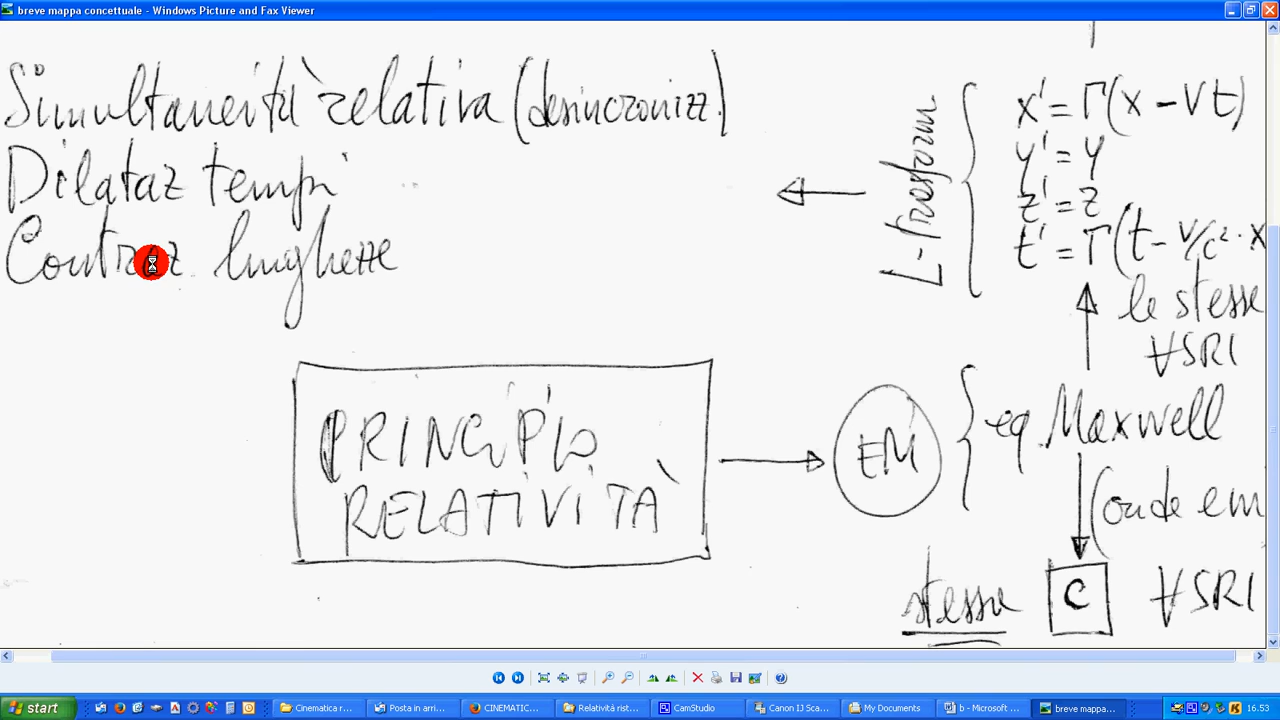 breve mappa concettuale - Windows Picture and Fax Viewer
Simultaneità relativa (desincronizz.)
Dilataz tempi
Contraz. lunghezze
L-trasform
x' = Γ(x - Vt)
y' = y
z' = z
t' = Γ(t - V/c² · x
le stesse
∀SRI
PRINCIPIO
RELATIVITÀ
EM
eq. Maxwell
(onde em
stessa
c
∀SRI
start
Cinematica r...
Posta in arriv...
CINEMATIC...
Relatività rist...
CamStudio
Canon IJ Sca...
My Documents
b - Microsoft ...
breve mappa...
16.53